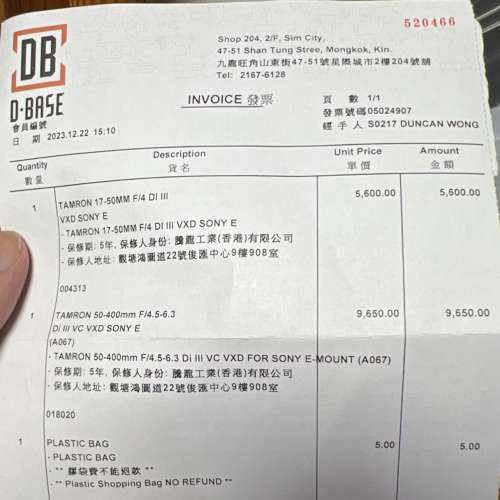 520466
DB
D-BASE
Shop 204, 2/F, Sim City,
47-51 Shan Tung Stree, Mongkok, Kln.
九龍旺角山東街47-51號星際城市2樓204號舖
Tel: 2167-6128
INVOICE 發票
頁 數 1/1
會員編號
發票號碼05024907
日 期 2023.12.22 15:10
經 手 人 S0217 DUNCAN WONG
Quantity Description Unit Price Amount
數量 貨名 單價 金額
1 TAMRON 17-50MM F/4 DI III 5,600.00 5,600.00
VXD SONY E
- TAMRON 17-50MM F/4 DI III VXD SONY E
- 保修期: 5年, 保修人身份: 騰龍工業(香港)有限公司
- 保修人地址: 觀塘鴻圖道22號俊匯中心9樓908室
004313
1 TAMRON 50-400mm F/4.5-6.3 9,650.00 9,650.00
Di III VC VXD SONY E
(A067)
- TAMRON 50-400mm F/4.5-6.3 Di III VC VXD FOR SONY E-MOUNT (A067)
- 保修期: 5年, 保修人身份: 騰龍工業(香港)有限公司
- 保修人地址: 觀塘鴻圖道22號俊匯中心9樓908室
018020
1 PLASTIC BAG 5.00 5.00
- PLASTIC BAG
- ** 膠袋費不能退款 **
- ** Plastic Shopping Bag NO REFUND **